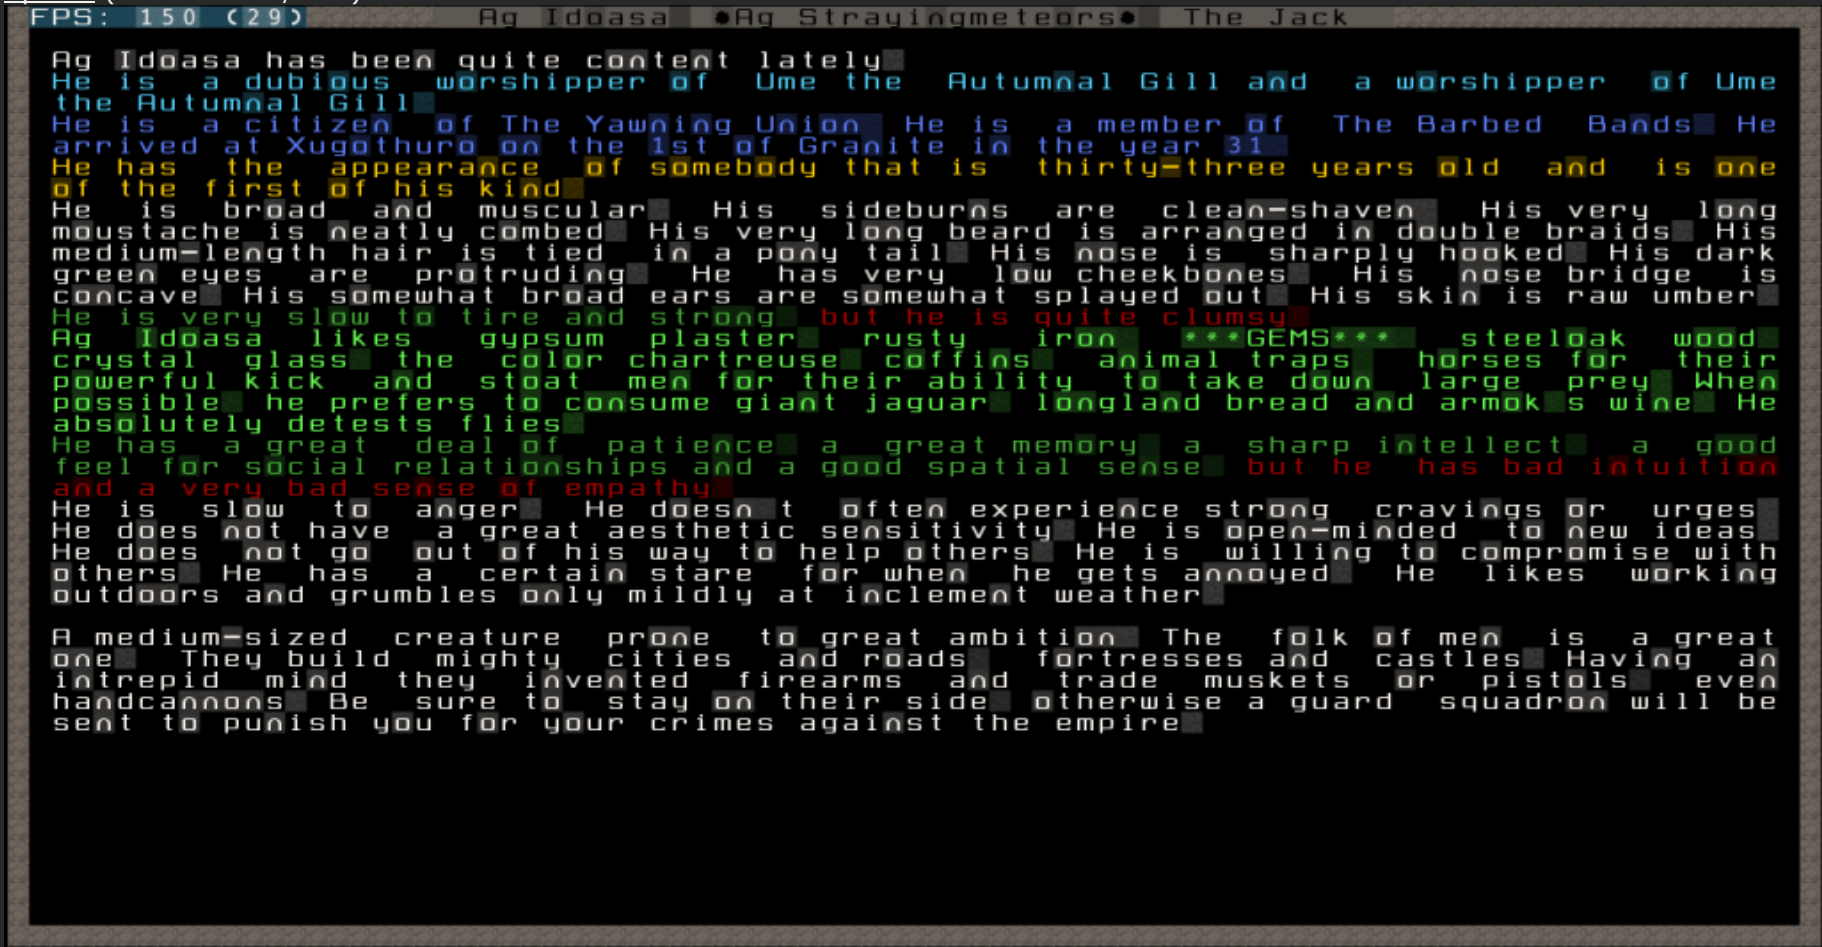 FPS: 150 (29) Ag Idoasa •Ag Strayingmeteors• The Jack
Ag Idoasa has been quite content lately
He is a dubious worshipper of Ume the Autumnal Gill and a worshipper of Ume
the Autumnal Gill
He is a citizen of The Yawning Union He is a member of The Barbed Bands He
arrived at Xugothuro on the 1st of Granite in the year 31
He has the appearance of somebody that is thirty-three years old and is one
of the first of his kind
He is broad and muscular His sideburns are clean-shaven His very long
moustache is neatly combed His very long beard is arranged in double braids His
medium-length hair is tied in a pony tail His nose is sharply hooked His dark
green eyes are protruding He has very low cheekbones His nose bridge is
concave His somewhat broad ears are somewhat splayed out His skin is raw umber
He is very slow to tire and strong but he is quite clumsy
Ag Idoasa likes gypsum plaster rusty iron ***GEMS*** steeloak wood
crystal glass the color chartreuse coffins animal traps horses for their
powerful kick and stoat men for their ability to take down large prey When
possible he prefers to consume giant jaguar longland bread and armok s wine He
absolutely detests flies
He has a great deal of patience a great memory a sharp intellect a good
feel for social relationships and a good spatial sense but he has bad intuition
and a very bad sense of empathy
He is slow to anger He doesn t often experience strong cravings or urges
He does not have a great aesthetic sensitivity He is open-minded to new ideas
He does not go out of his way to help others He is willing to compromise with
others He has a certain stare for when he gets annoyed He likes working
outdoors and grumbles only mildly at inclement weather
A medium-sized creature prone to great ambition The folk of men is a great
one They build mighty cities and roads fortresses and castles Having an
intrepid mind they invented firearms and trade muskets or pistols even
handcannons Be sure to stay on their side otherwise a guard squadron will be
sent to punish you for your crimes against the empire